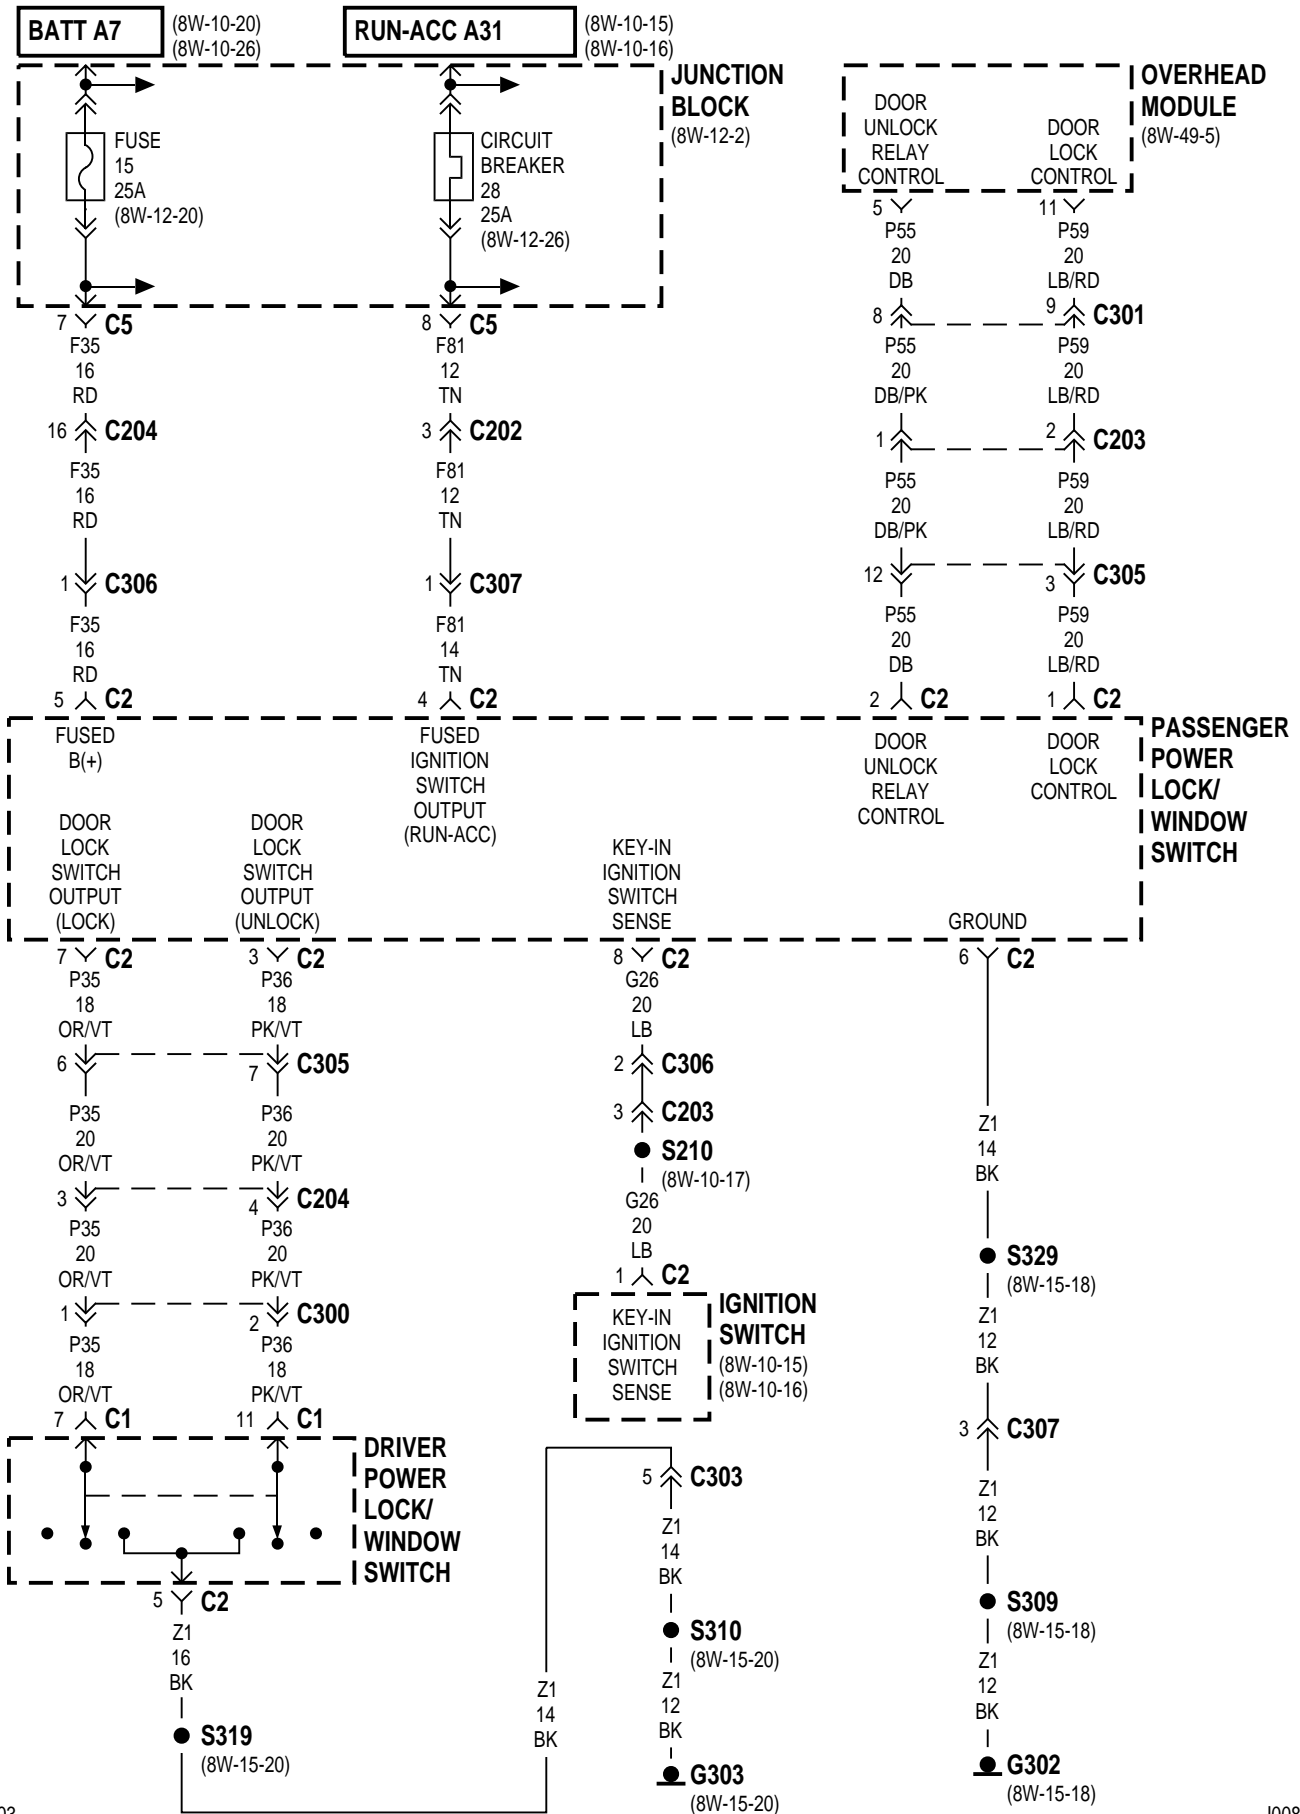 BATT A7
(8W-10-20)
(8W-10-26)
RUN-ACC A31
(8W-10-15)
(8W-10-16)
JUNCTION
BLOCK
(8W-12-2)
FUSE
15
25A
(8W-12-20)
CIRCUIT
BREAKER
28
25A
(8W-12-26)
OVERHEAD
MODULE
(8W-49-5)
DOOR
UNLOCK
RELAY
CONTROL
DOOR
LOCK
CONTROL
7 C5
F35
16
RD
16 C204
F35
16
RD
1 C306
F35
16
RD
5 C2
8 C5
F81
12
TN
3 C202
F81
12
TN
1 C307
F81
14
TN
4 C2
5
P55
20
DB
8
P55
20
DB/PK
1
P55
20
DB/PK
12
P55
20
DB
2 C2
11
P59
20
LB/RD
9 C301
P59
20
LB/RD
2 C203
P59
20
LB/RD
3 C305
P59
20
LB/RD
1 C2
PASSENGER
POWER
LOCK/
WINDOW
SWITCH
FUSED
B(+)
FUSED
IGNITION
SWITCH
OUTPUT
(RUN-ACC)
DOOR
UNLOCK
RELAY
CONTROL
DOOR
LOCK
CONTROL
DOOR
LOCK
SWITCH
OUTPUT
(LOCK)
DOOR
LOCK
SWITCH
OUTPUT
(UNLOCK)
KEY-IN
IGNITION
SWITCH
SENSE
GROUND
7 C2
P35
18
OR/VT
6
P35
20
OR/VT
3
P35
20
OR/VT
1
P35
18
OR/VT
7 C1
3 C2
P36
18
PK/VT
7 C305
P36
20
PK/VT
4 C204
P36
20
PK/VT
2 C300
P36
18
PK/VT
11 C1
DRIVER
POWER
LOCK/
WINDOW
SWITCH
5 C2
Z1
16
BK
S319
(8W-15-20)
Z1
14
BK
8 C2
G26
20
LB
2 C306
3 C203
S210
(8W-10-17)
G26
20
LB
1 C2
KEY-IN
IGNITION
SWITCH
SENSE
IGNITION
SWITCH
(8W-10-15)
(8W-10-16)
5 C303
Z1
14
BK
S310
(8W-15-20)
Z1
12
BK
G303
(8W-15-20)
6 C2
Z1
14
BK
S329
(8W-15-18)
Z1
12
BK
3 C307
Z1
12
BK
S309
(8W-15-18)
Z1
12
BK
G302
(8W-15-18)